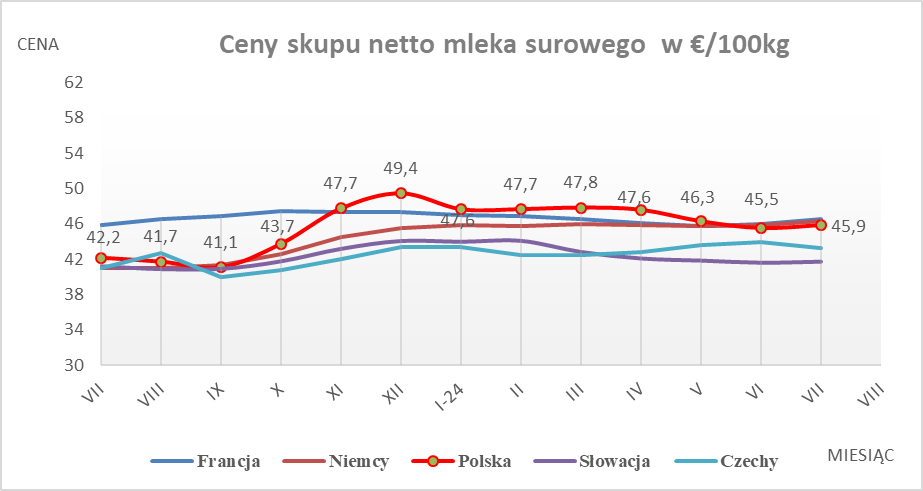 CENA
Ceny skupu netto mleka surowego w €/100kg
62
58
54
50
46
42
38
34
30
42,2
41,7
41,1
43,7
47,7
49,4
47,6
47,7
47,8
47,6
46,3
45,5
45,9
VII
VIII
IX
X
XI
XII
I-24
II
III
IV
V
VI
VII
VIII
MIESIĄC
Francja
Niemcy
Polska
Słowacja
Czechy